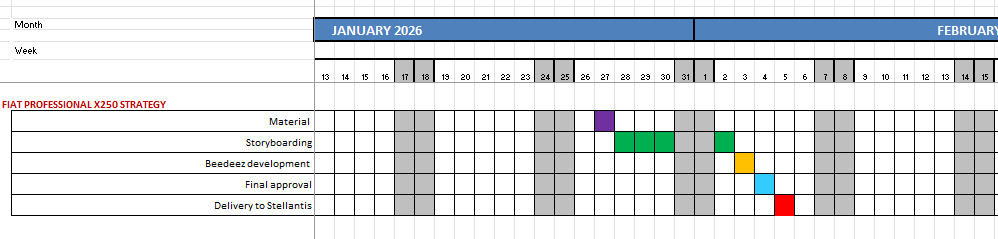 Month
JANUARY 2026 FEBRUARY
Week
13 14 15 16 17 18 19 20 21 22 23 24 25 26 27 28 29 30 31 1 2 3 4 5 6 7 8 9 10 11 12 13 14 15
FIAT PROFESSIONAL X250 STRATEGY
Material
Storyboarding
Beedeez development
Final approval
Delivery to Stellantis